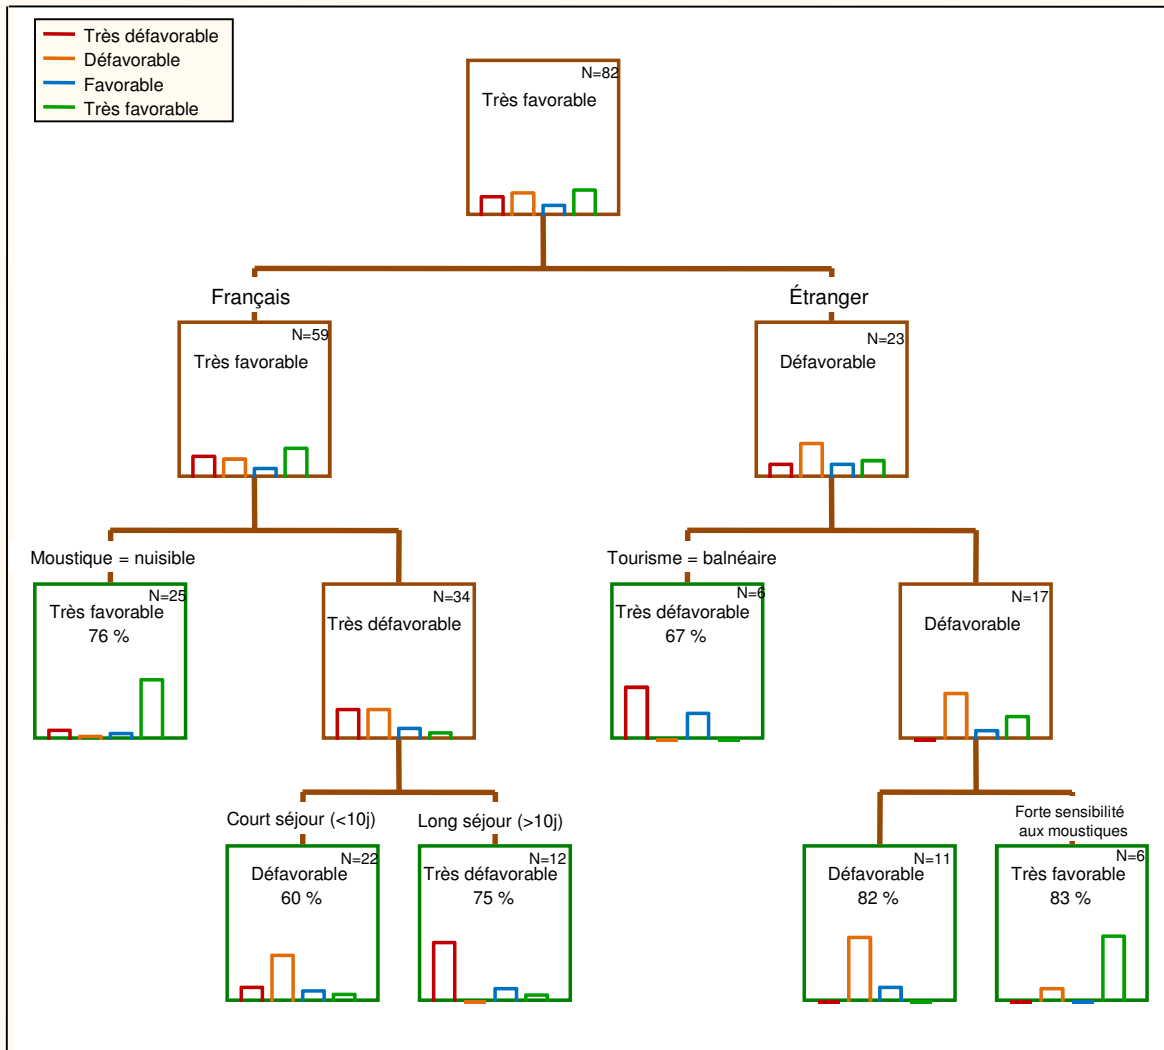 Très défavorable
Défavorable
Favorable
Très favorable
N=82
Très favorable
Français
Étranger
N=59
Très favorable
N=23
Défavorable
Moustique = nuisible
Tourisme = balnéaire
N=25
Très favorable
76 %
N=34
Très défavorable
N=6
Très défavorable
67 %
N=17
Défavorable
Court séjour (<10j)
Long séjour (>10j)
Forte sensibilité
aux moustiques
N=22
Défavorable
60 %
N=12
Très défavorable
75 %
N=11
Défavorable
82 %
N=6
Très favorable
83 %